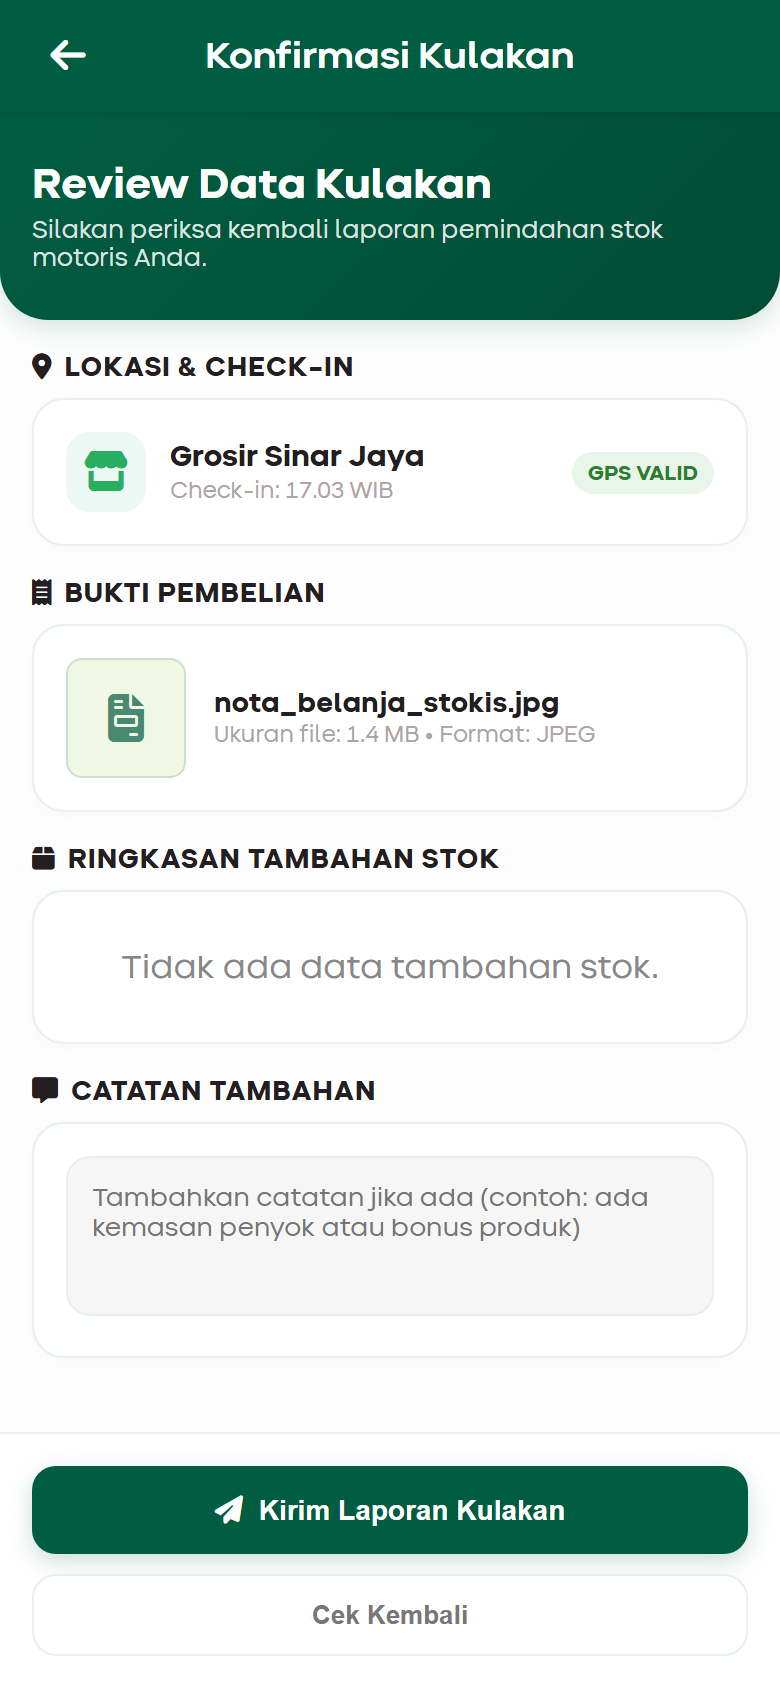 Konfirmasi Kulakan
Review Data Kulakan
Silakan periksa kembali laporan pemindahan stok
motoris Anda.
LOKASI & CHECK-IN
Grosir Sinar Jaya
Check-in: 17.03 WIB
GPS VALID
BUKTI PEMBELIAN
nota_belanja_stokis.jpg
Ukuran file: 1.4 MB • Format: JPEG
RINGKASAN TAMBAHAN STOK
Tidak ada data tambahan stok.
CATATAN TAMBAHAN
Tambahkan catatan jika ada (contoh: ada
kemasan penyok atau bonus produk)
Kirim Laporan Kulakan
Cek Kembali